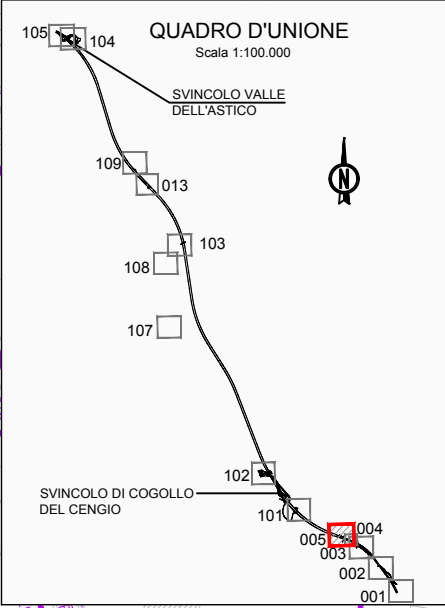 QUADRO D'UNIONE
Scala 1:100.000
105
104
SVINCOLO VALLE
DELL'ASTICO
109
013
N
103
108
107
102
SVINCOLO DI COGOLLO
DEL CENGIO
101
004
005
003
002
001